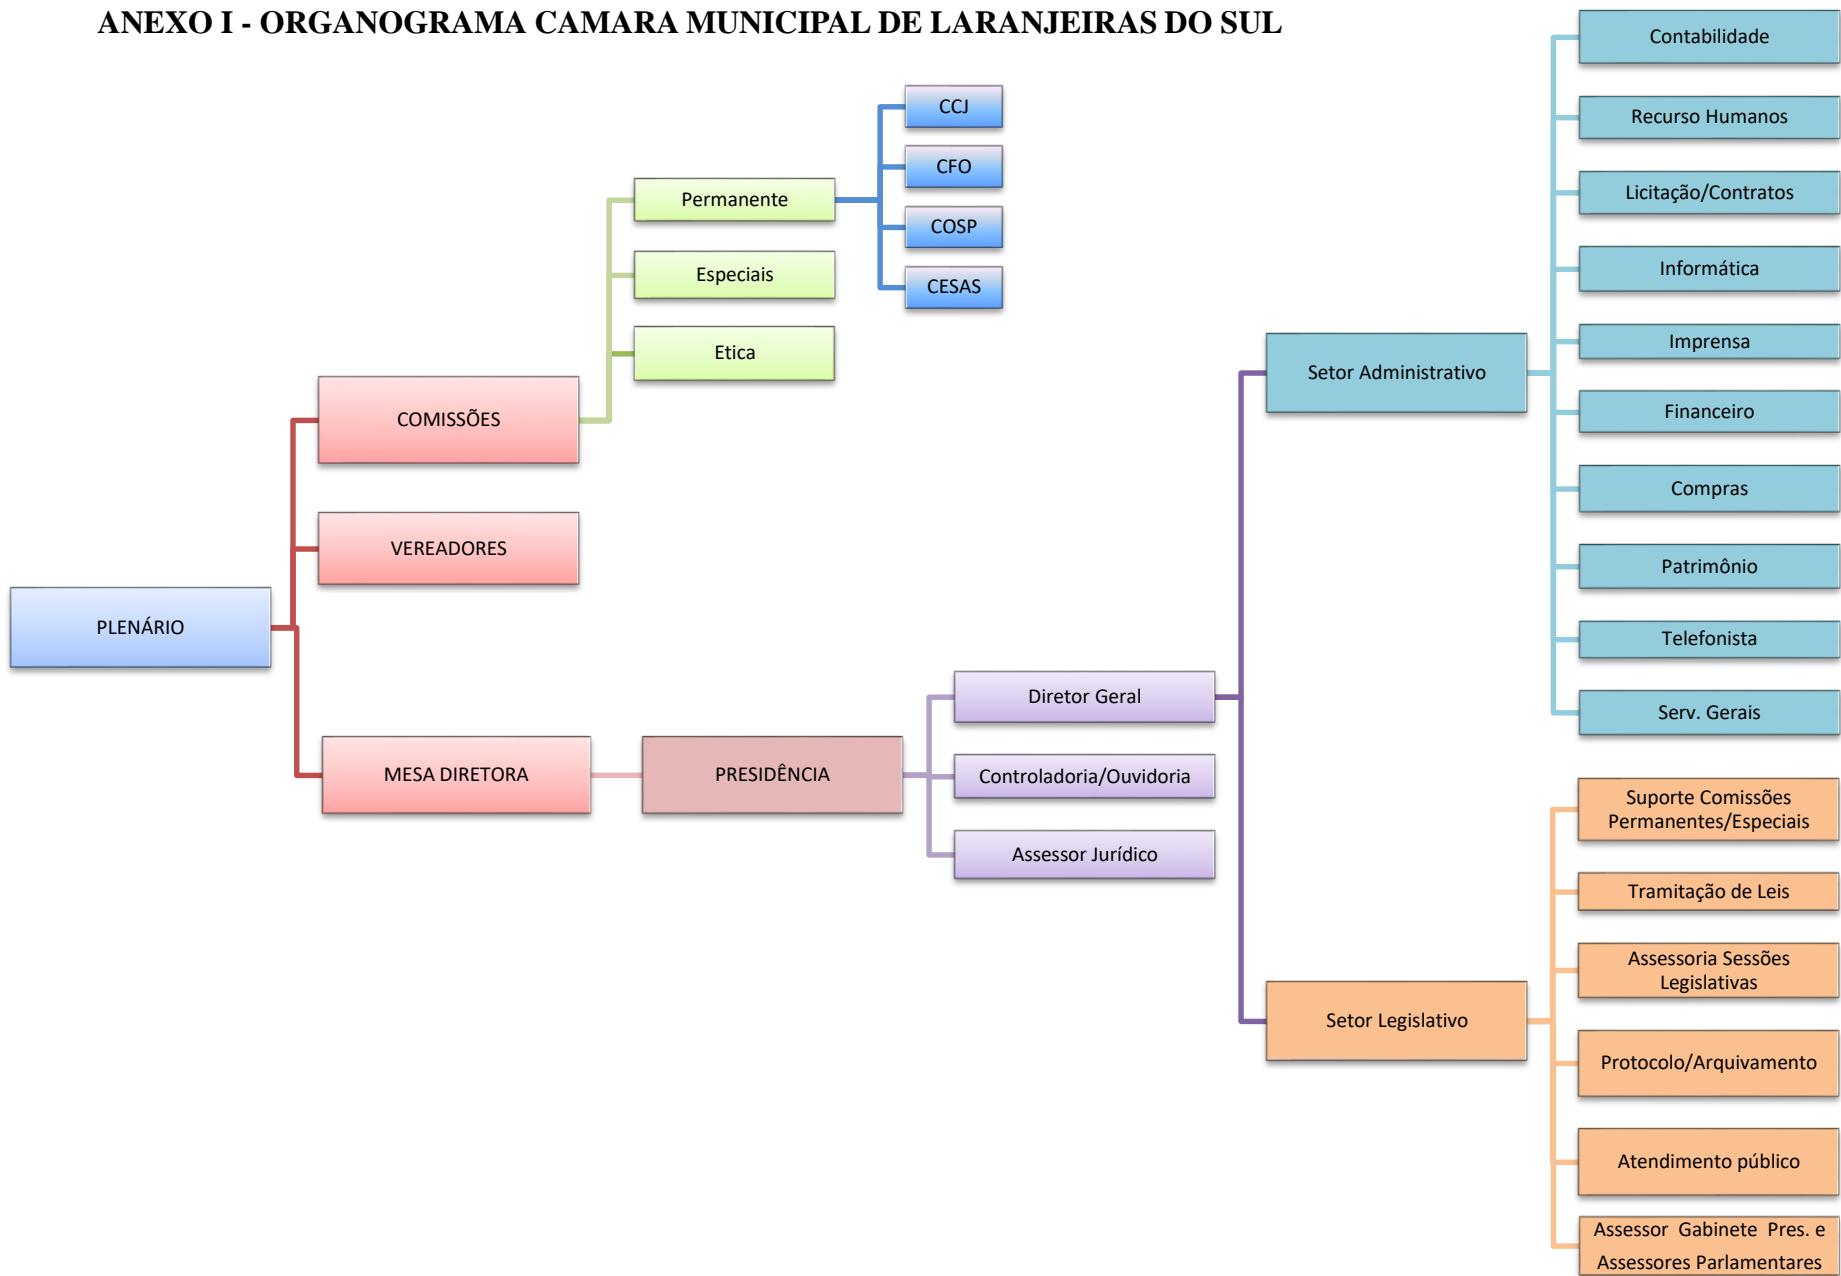 ANEXO I - ORGANOGRAMA CAMARA MUNICIPAL DE LARANJEIRAS DO SUL
PLENÁRIO
COMISSÕES
VEREADORES
MESA DIRETORA
Permanente
Especiais
Etica
CCJ
CFO
COSP
CESAS
PRESIDÊNCIA
Diretor Geral
Controladoria/Ouvidoria
Assessor Jurídico
Setor Administrativo
Contabilidade
Recurso Humanos
Licitação/Contratos
Informática
Imprensa
Financeiro
Compras
Patrimônio
Telefonista
Serv. Gerais
Setor Legislativo
Suporte Comissões
Permanentes/Especiais
Tramitação de Leis
Assessoria Sessões
Legislativas
Protocolo/Arquivamento
Atendimento público
Assessor Gabinete Pres. e
Assessores Parlamentares